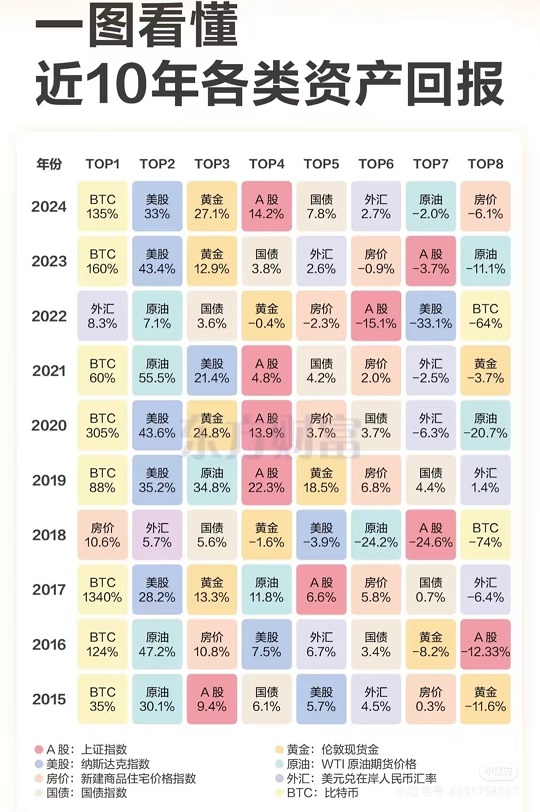 一图看懂
近10年各类资产回报
年份 TOP1 TOP2 TOP3 TOP4 TOP5 TOP6 TOP7 TOP8
BTC 美股 黄金 A股 国债 外汇 原油 房价
2024
135% 33% 27.1% 14.2% 7.8% 2.7% -2.0% -6.1%
BTC 美股 黄金 国债 外汇 房价 A股 原油
2023
160% 43.4% 12.9% 3.8% 2.6% -0.9% -3.7% -11.1%
外汇 原油 国债 黄金 房价 A股 美股 BTC
2022
8.3% 7.1% 3.6% -0.4% -2.3% -15.1% -33.1% -64%
BTC 原油 美股 A股 国债 房价 外汇 黄金
2021
60% 55.5% 21.4% 4.8% 4.2% 2.0% -2.5% -3.7%
BTC 美股 黄金 A股 房价 国债 外汇 原油
2020
305% 43.6% 24.8% 13.9% 3.7% 3.7% -6.3% -20.7%
东方财富
BTC 美股 原油 A股 黄金 房价 国债 外汇
2019
88% 35.2% 34.8% 22.3% 18.5% 6.8% 4.4% 1.4%
房价 外汇 国债 黄金 美股 原油 A股 BTC
2018
10.6% 5.7% 5.6% -1.6% -3.9% -24.2% -24.6% -74%
BTC 美股 黄金 原油 A股 房价 国债 外汇
2017
1340% 28.2% 13.3% 11.8% 6.6% 5.8% 0.7% -6.4%
BTC 原油 房价 美股 外汇 国债 黄金 A股
2016
124% 47.2% 10.8% 7.5% 6.7% 3.4% -8.2% -12.33%
BTC 原油 A股 国债 美股 外汇 房价 黄金
2015
35% 30.1% 9.4% 6.1% 5.7% 4.5% 0.3% -11.6%
A股：上证指数 黄金：伦敦现货金
美股：纳斯达克指数 原油：WTI 原油期货价格
房价：新建商品住宅价格指数 外汇：美元兑在岸人民币汇率
国债：国债指数 BTC：比特币
小红书